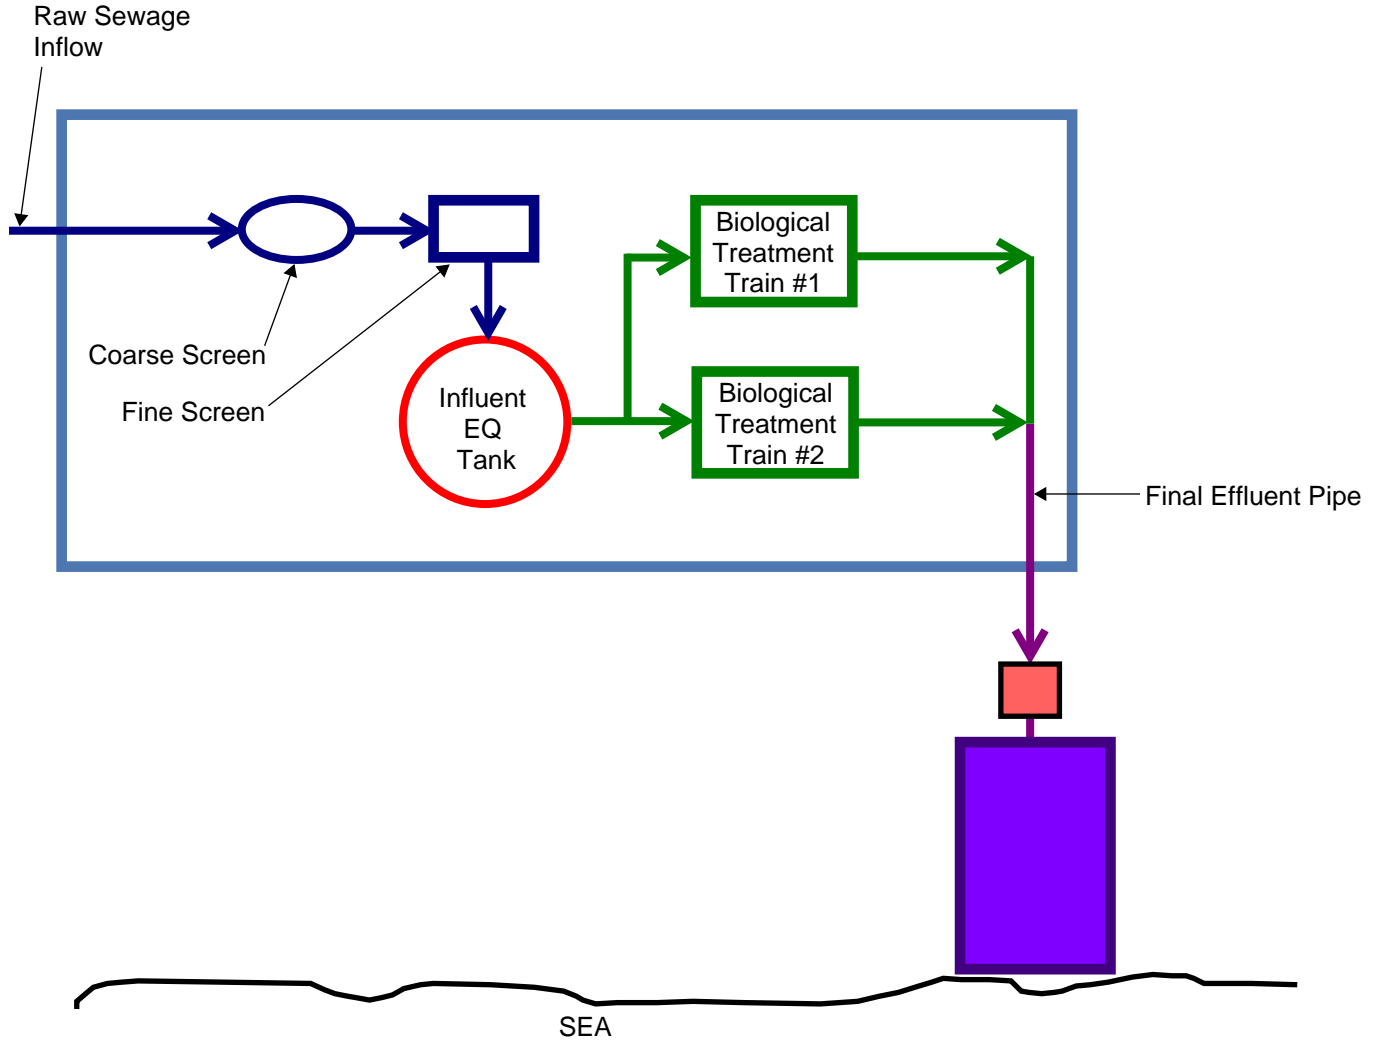 Raw Sewage
Inflow
Biological
Treatment
Train #1
Coarse Screen
Fine Screen
Influent
EQ
Tank
Biological
Treatment
Train #2
Final Effluent Pipe
SEA